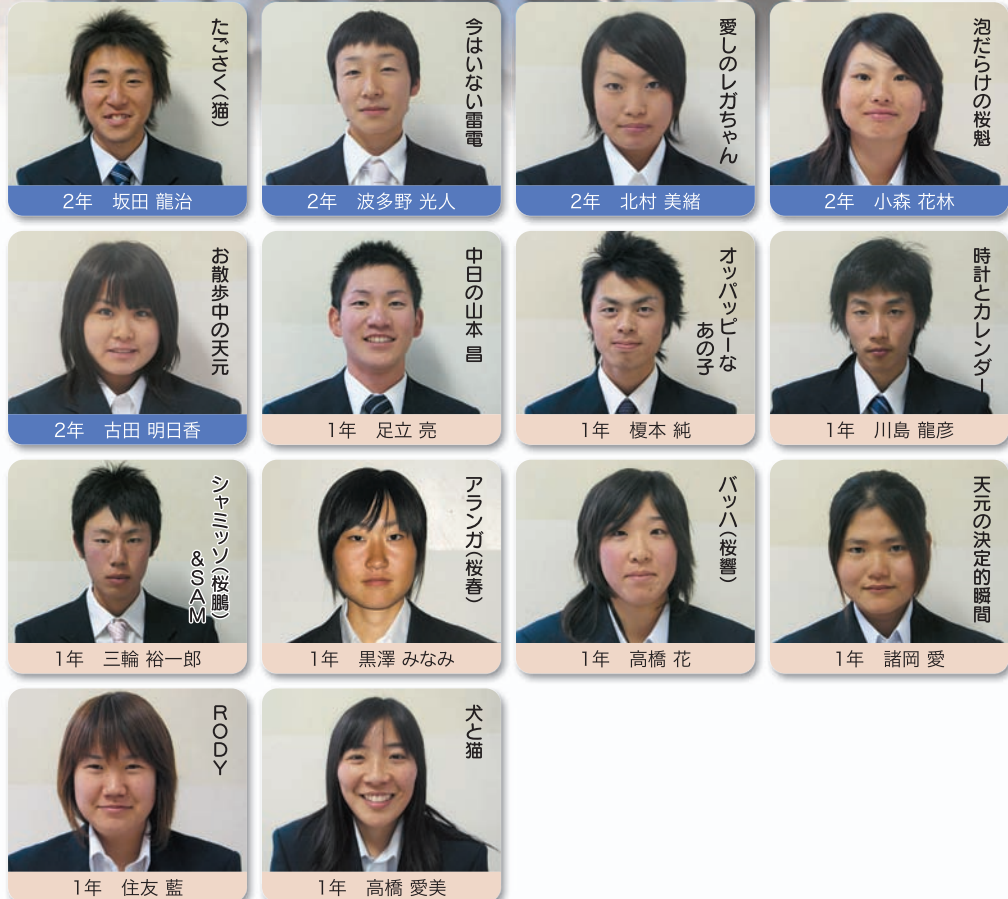 たごさく（猫）
2年 坂田 龍治
今はいない雷電
2年 波多野 光人
愛しのレガちゃん
2年 北村 美緒
泡だらけの桜魁
2年 小森 花林
お散歩中の天元
2年 古田 明日香
中日の山本 昌
1年 足立 亮
オッパッピーな
あの子
1年 榎本 純
時計とカレンダー
1年 川島 龍彦
シャミッソ（桜鵬）
&SAM
1年 三輪 裕一郎
アランガ（桜春）
1年 黒澤 みなみ
バッハ（桜響）
1年 高橋 花
天元の決定的瞬間
1年 諸岡 愛
RODY
1年 住友 藍
犬と猫
1年 高橋 愛美